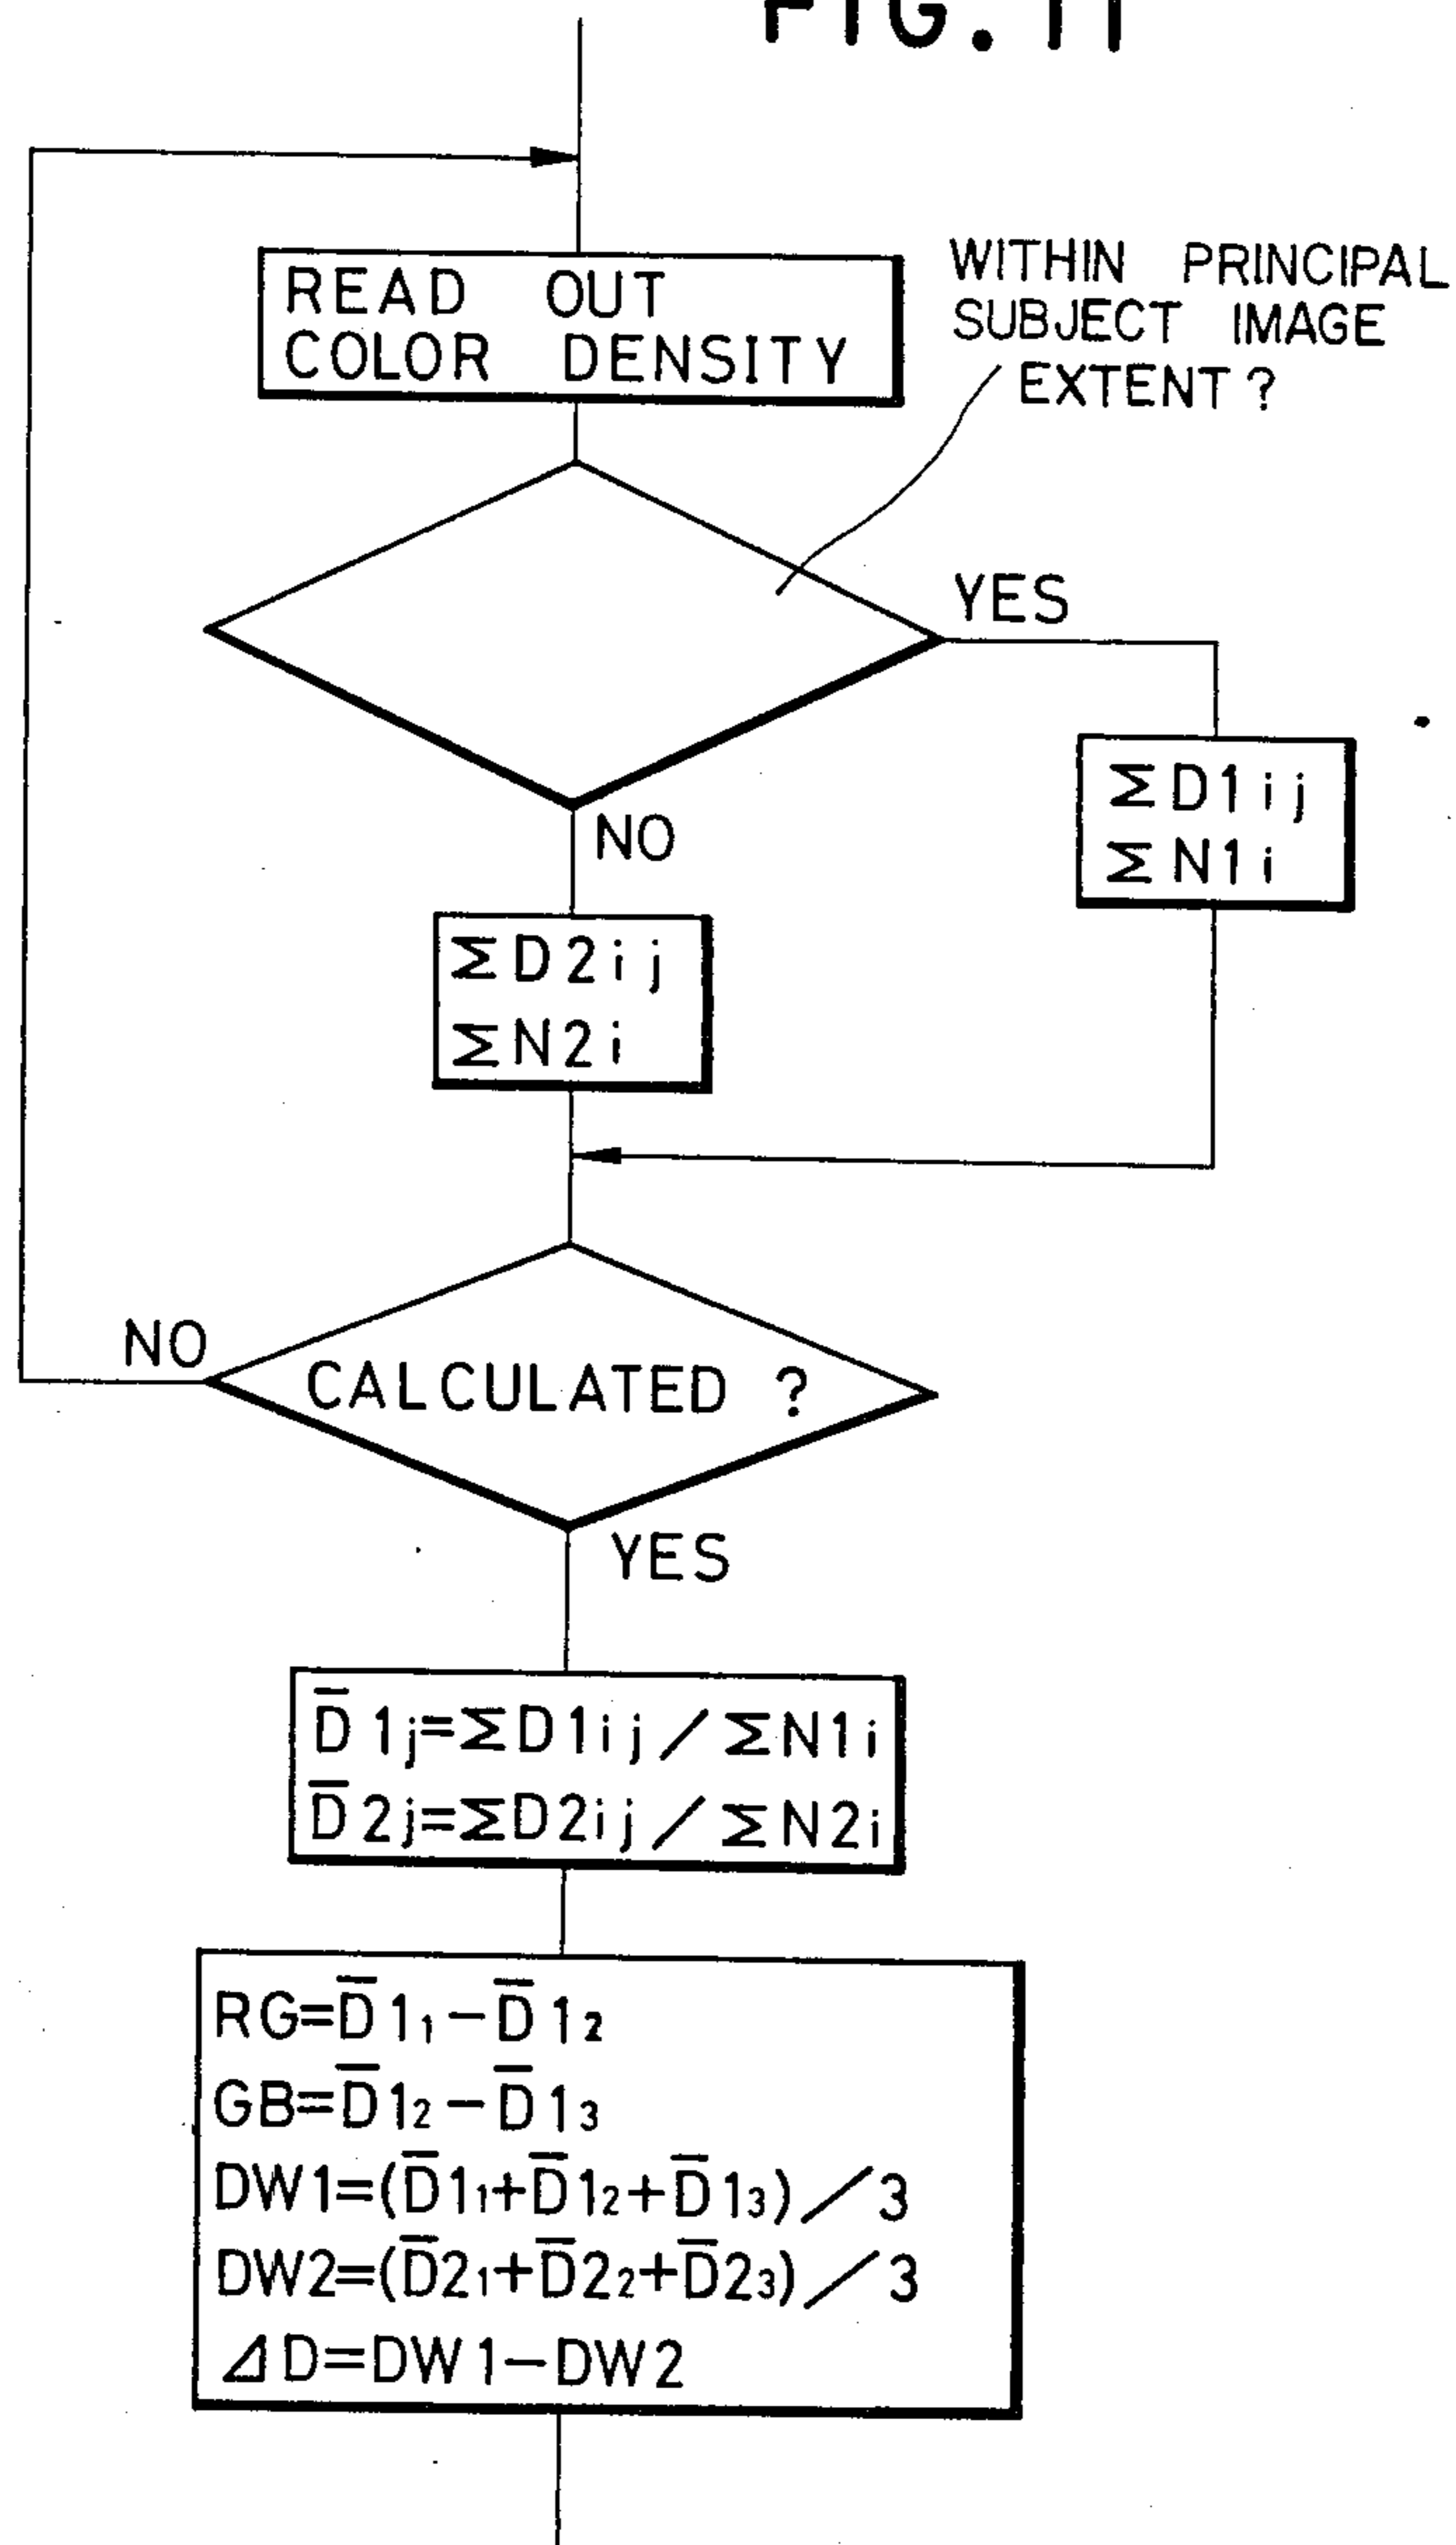 FIG. 11
READ OUT
COLOR DENSITY
WITHIN PRINCIPAL
SUBJECT IMAGE
EXTENT ?
YES
ΣD1ij
ΣN1i
NO
ΣD2ij
ΣN2i
NO
CALCULATED ?
YES
D̅1j=ΣD1ij/ΣN1i
D̅2j=ΣD2ij/ΣN2i
RG=D̅1₁-D̅1₂
GB=D̅1₂-D̅1₃
DW1=(D̅1₁+D̅1₂+D̅1₃)/3
DW2=(D̅2₁+D̅2₂+D̅2₃)/3
⊿D=DW1-DW2